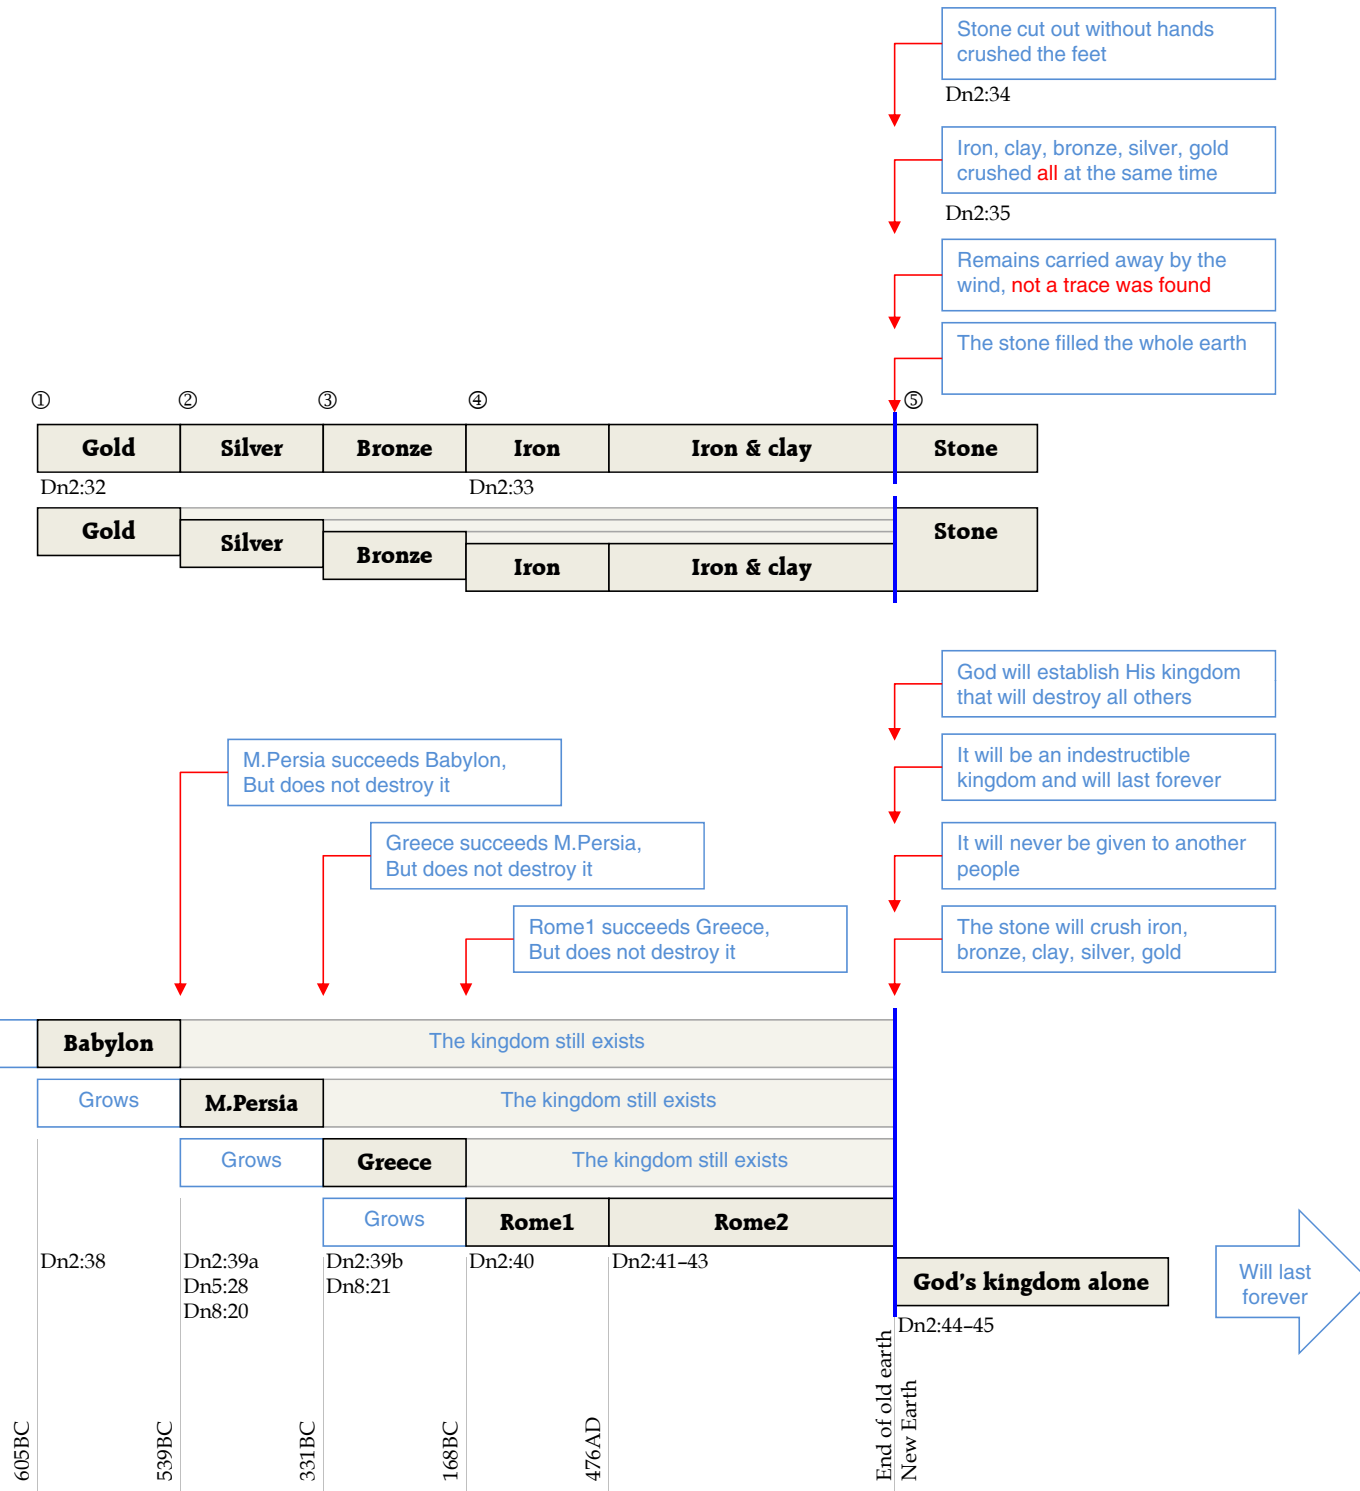 Stone cut out without hands
crushed the feet
Dn2:34
Iron, clay, bronze, silver, gold
crushed all at the same time
Dn2:35
Remains carried away by the
wind, not a trace was found
The stone filled the whole earth
① ② ③ ④ ⑤
Gold Silver Bronze Iron Iron & clay Stone
Dn2:32 Dn2:33
Gold Silver Bronze Iron Iron & clay Stone
God will establish His kingdom
that will destroy all others
M.Persia succeeds Babylon,
But does not destroy it
It will be an indestructible
kingdom and will last forever
Greece succeeds M.Persia,
But does not destroy it
It will never be given to another
people
Rome1 succeeds Greece,
But does not destroy it
The stone will crush iron,
bronze, clay, silver, gold
Babylon The kingdom still exists
Grows M.Persia The kingdom still exists
Grows Greece The kingdom still exists
Grows Rome1 Rome2
Dn2:38 Dn2:39a Dn2:39b Dn2:40 Dn2:41–43
Dn5:28 Dn8:21
Dn8:20
God's kingdom alone
Will last
forever
Dn2:44–45
605BC
539BC
331BC
168BC
476AD
End of old earth
New Earth